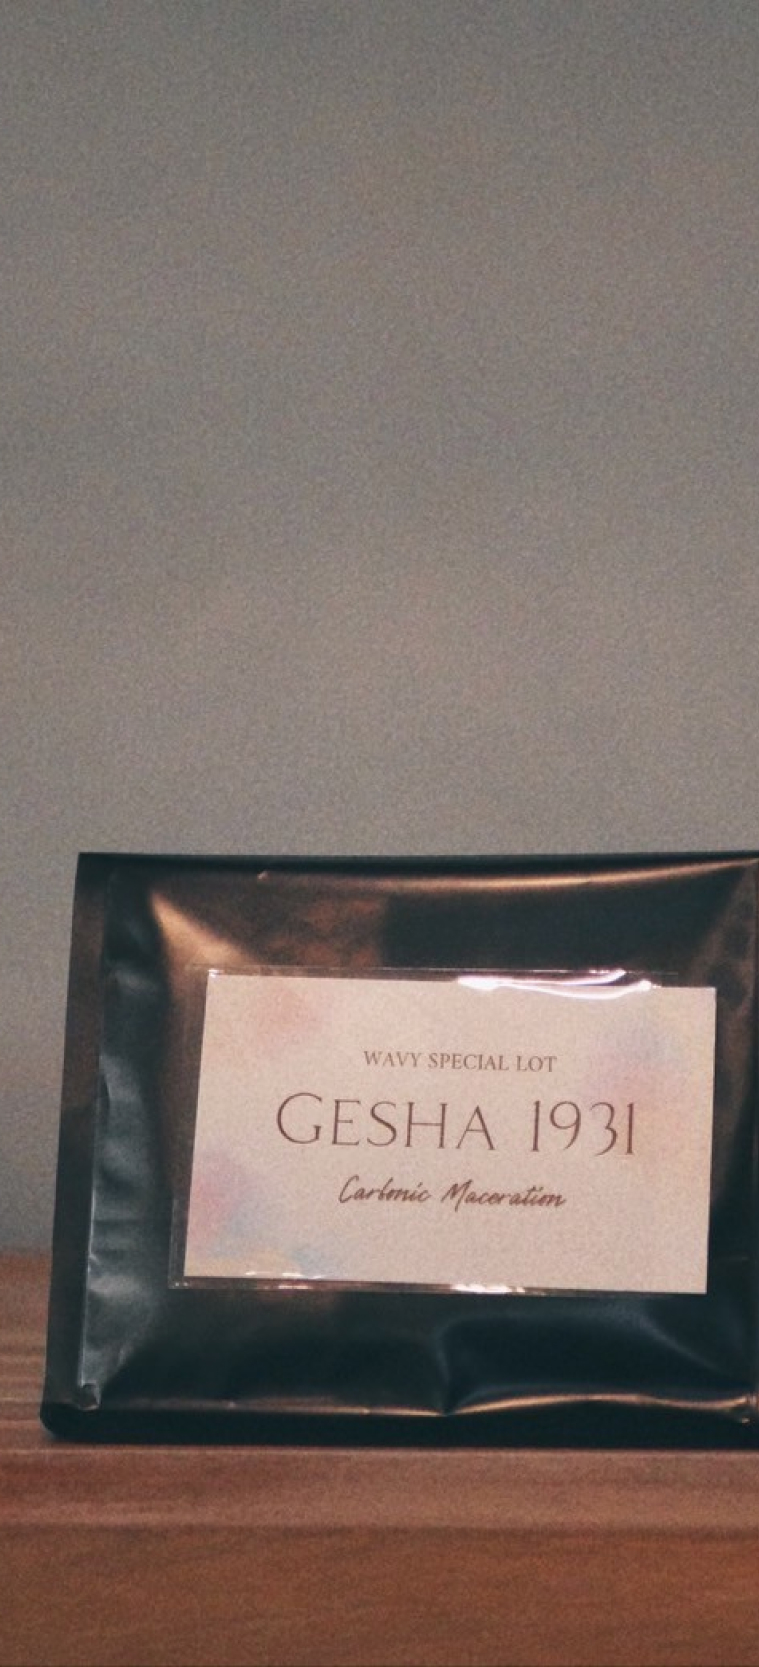 WAVY SPECIAL LOT
GESHA 1931
Carbonic Maceration